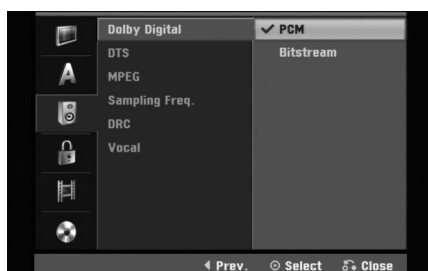 Dolby Digital
DTS
MPEG
Sampling Freq.
DRC
Vocal
✓ PCM
Bitstream
A
◀ Prev. ⊙ Select Close